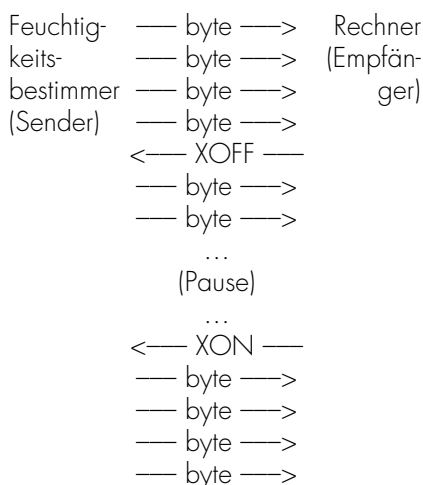 Feuchtig- —– byte —–> Rechner
keits- —– byte —–> (Empfän-
bestimmer —– byte —–> ger)
(Sender) —– byte —–>
<—– XOFF —–
—– byte —–>
—– byte —–>
…
(Pause)
…
<—– XON —–
—– byte —–>
—– byte —–>
—– byte —–>
—– byte —–>